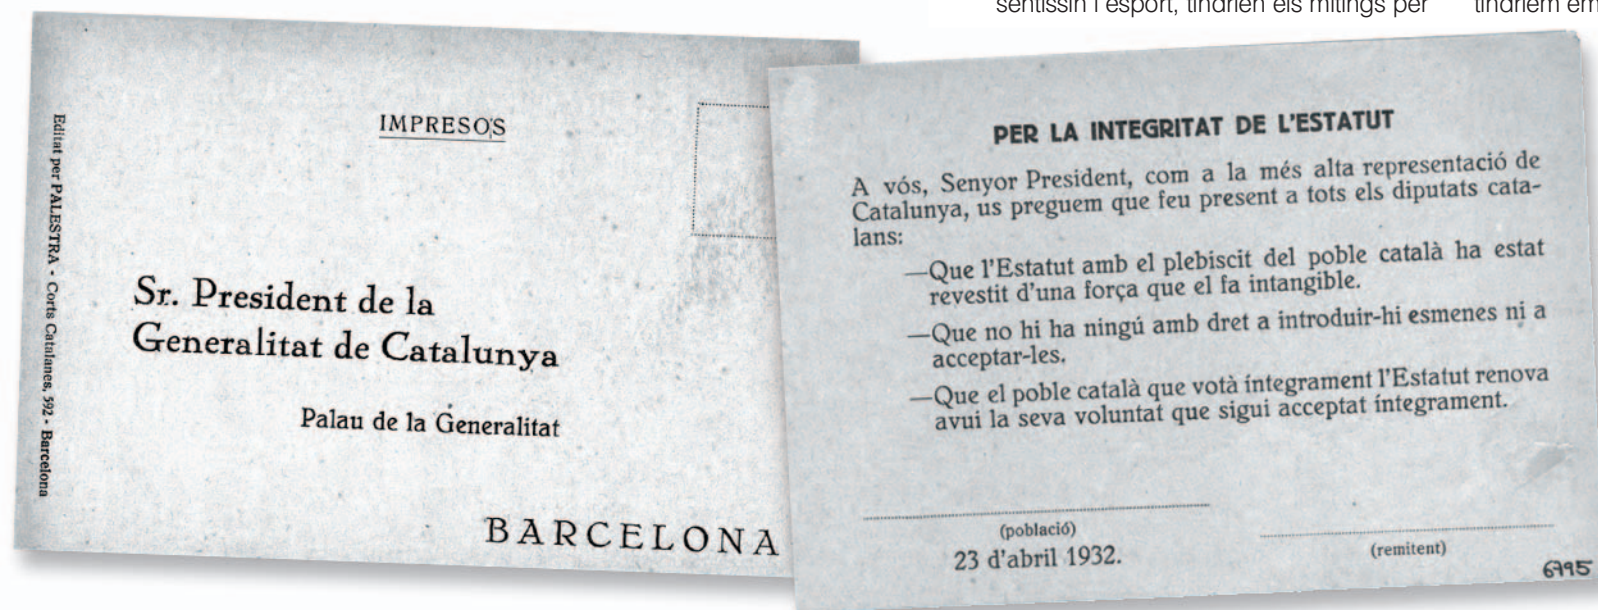 sentissin l'esport, tindrien els mítings per
tindríem em
Editat per PALESTRA - Corts Catalanes, 592 - Barcelona
IMPRESOS
Sr. President de la
Generalitat de Catalunya
Palau de la Generalitat
BARCELONA
PER LA INTEGRITAT DE L'ESTATUT
A vós, Senyor President, com a la més alta representació de
Catalunya, us preguem que feu present a tots els diputats cata-
lans:
—Que l'Estatut amb el plebiscit del poble català ha estat
revestit d'una força que el fa intangible.
—Que no hi ha ningú amb dret a introduir-hi esmenes ni a
acceptar-les.
—Que el poble català que votà íntegrament l'Estatut renova
avui la seva voluntat que sigui acceptat íntegrament.
(població)
23 d'abril 1932.
(remitent)
6795